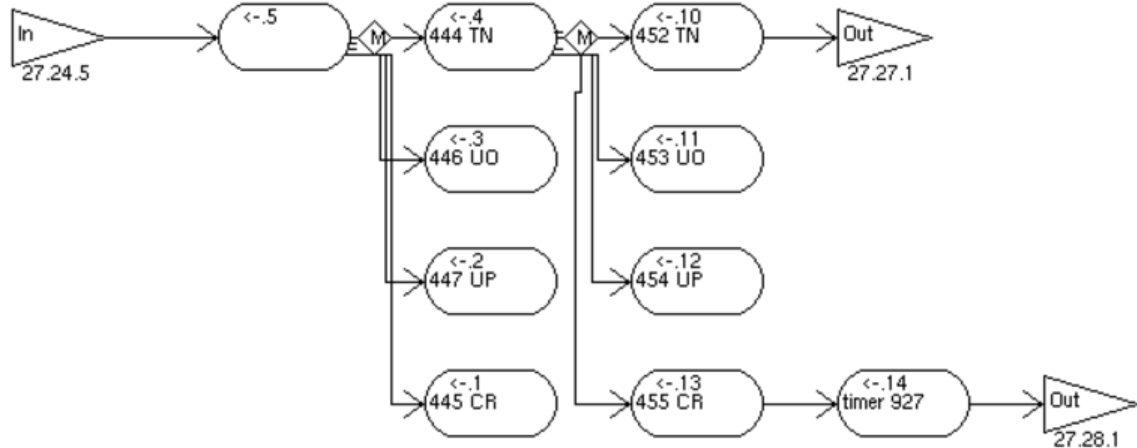 In
27.24.5
<-.5
E
M
<-.4
444 TN
E
M
<-.10
452 TN
Out
27.27.1
<-.3
446 UO
<-.11
453 UO
<-.2
447 UP
<-.12
454 UP
<-.1
445 CR
<-.13
455 CR
<-.14
timer 927
Out
27.28.1